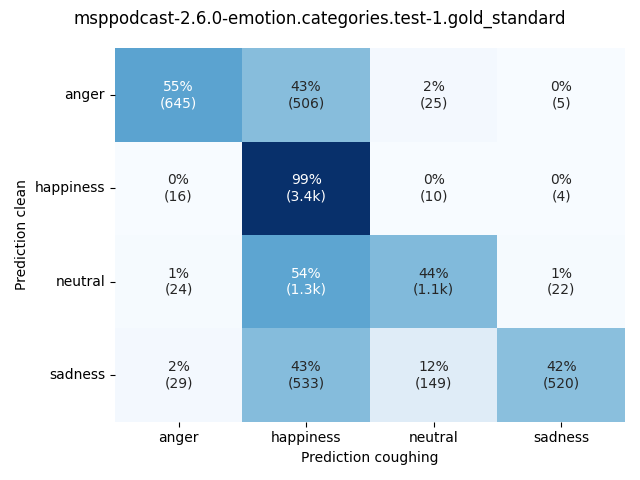 msppodcast-2.6.0-emotion.categories.test-1.gold_standard
Prediction clean
anger
55% 43% 2% 0%
(645) (506) (25) (5)
happiness
0% 99% 0% 0%
(16) (3.4k) (10) (4)
neutral
1% 54% 44% 1%
(24) (1.3k) (1.1k) (22)
sadness
2% 43% 12% 42%
(29) (533) (149) (520)
anger happiness neutral sadness
Prediction coughing